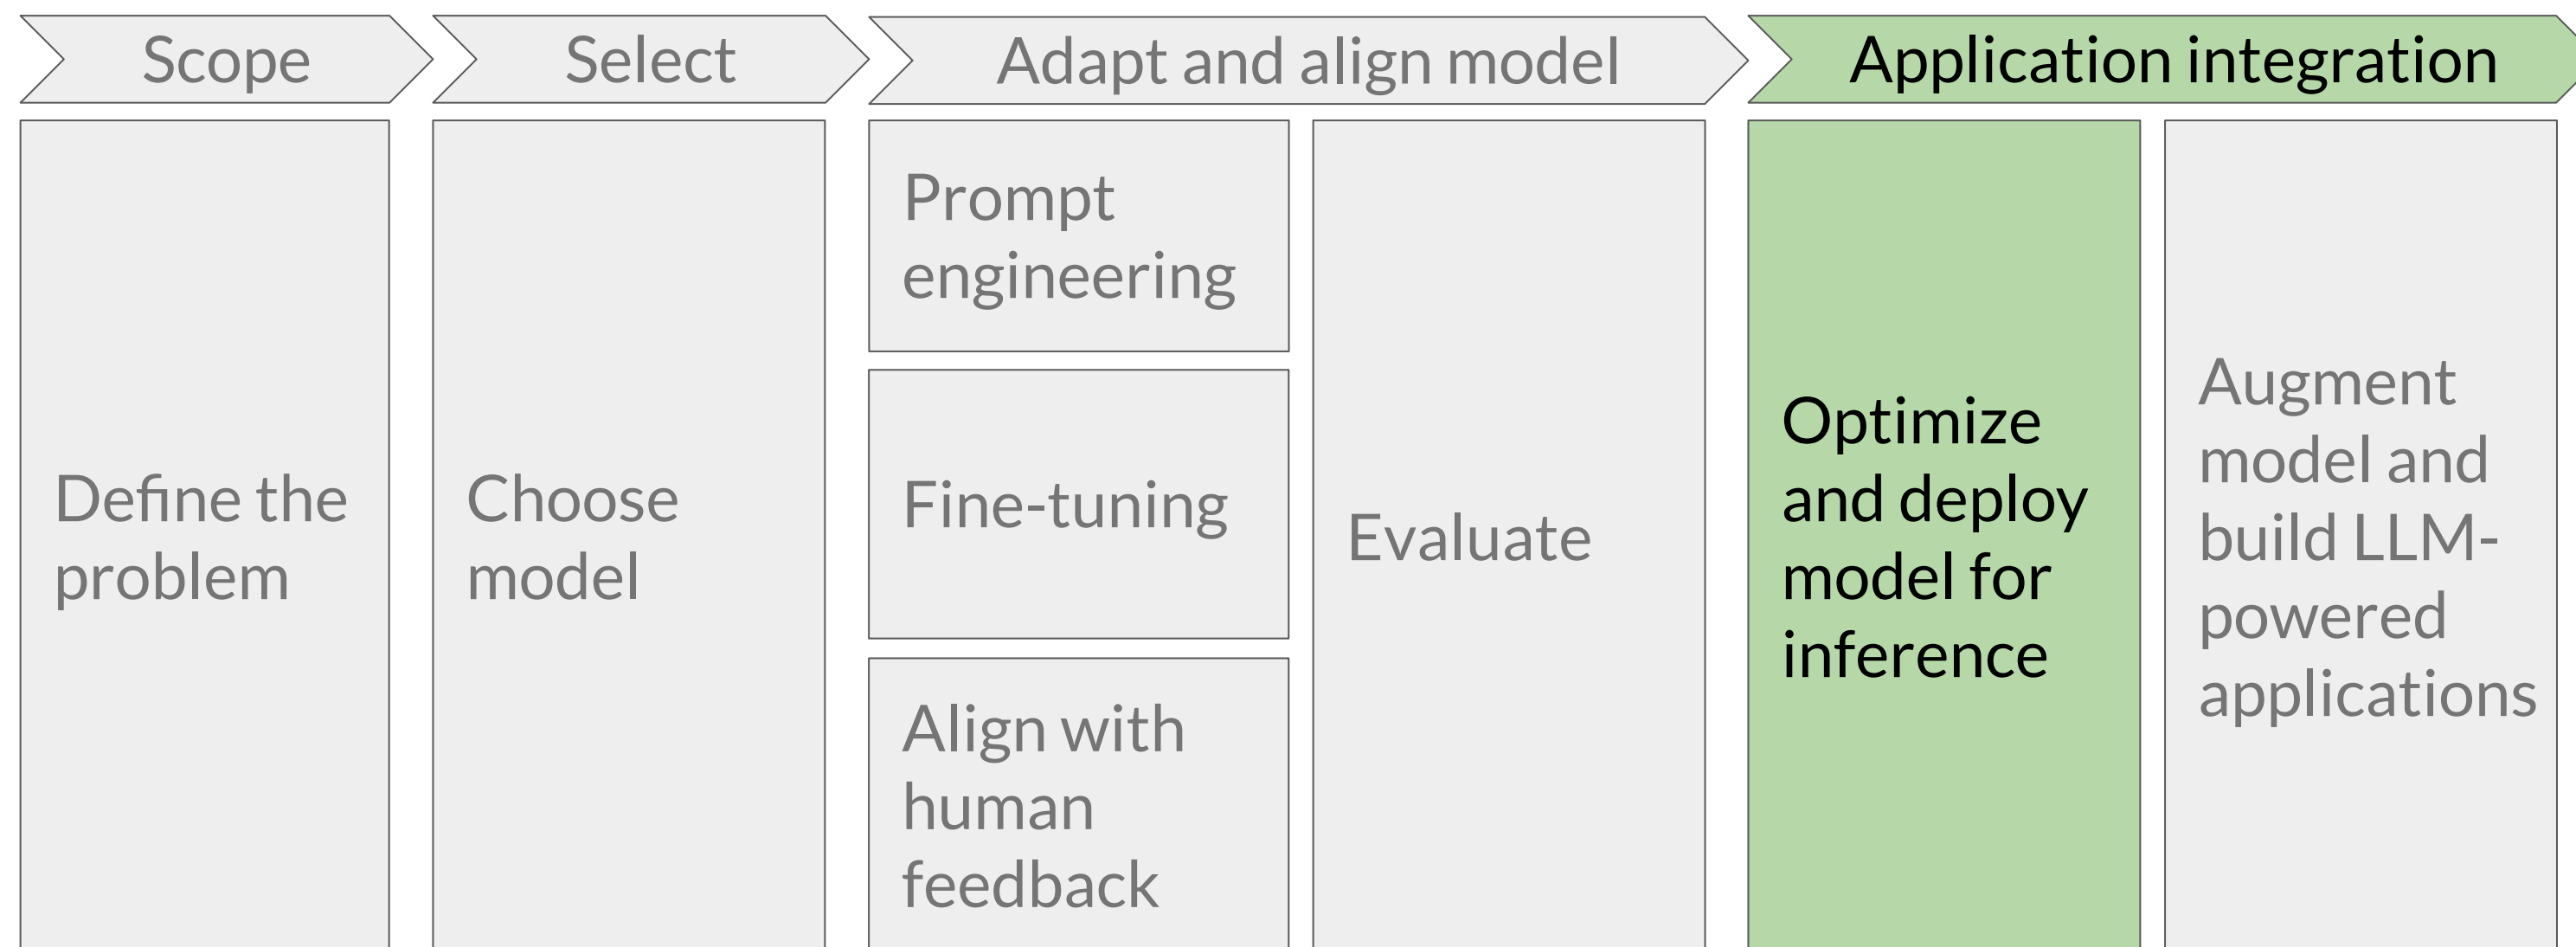 Scope
Select
Adapt and align model
Application integration
Define the
problem
Choose
model
Prompt
engineering
Fine-tuning
Align with
human
feedback
Evaluate
Optimize
and deploy
model for
inference
Augment
model and
build LLM-
powered
applications